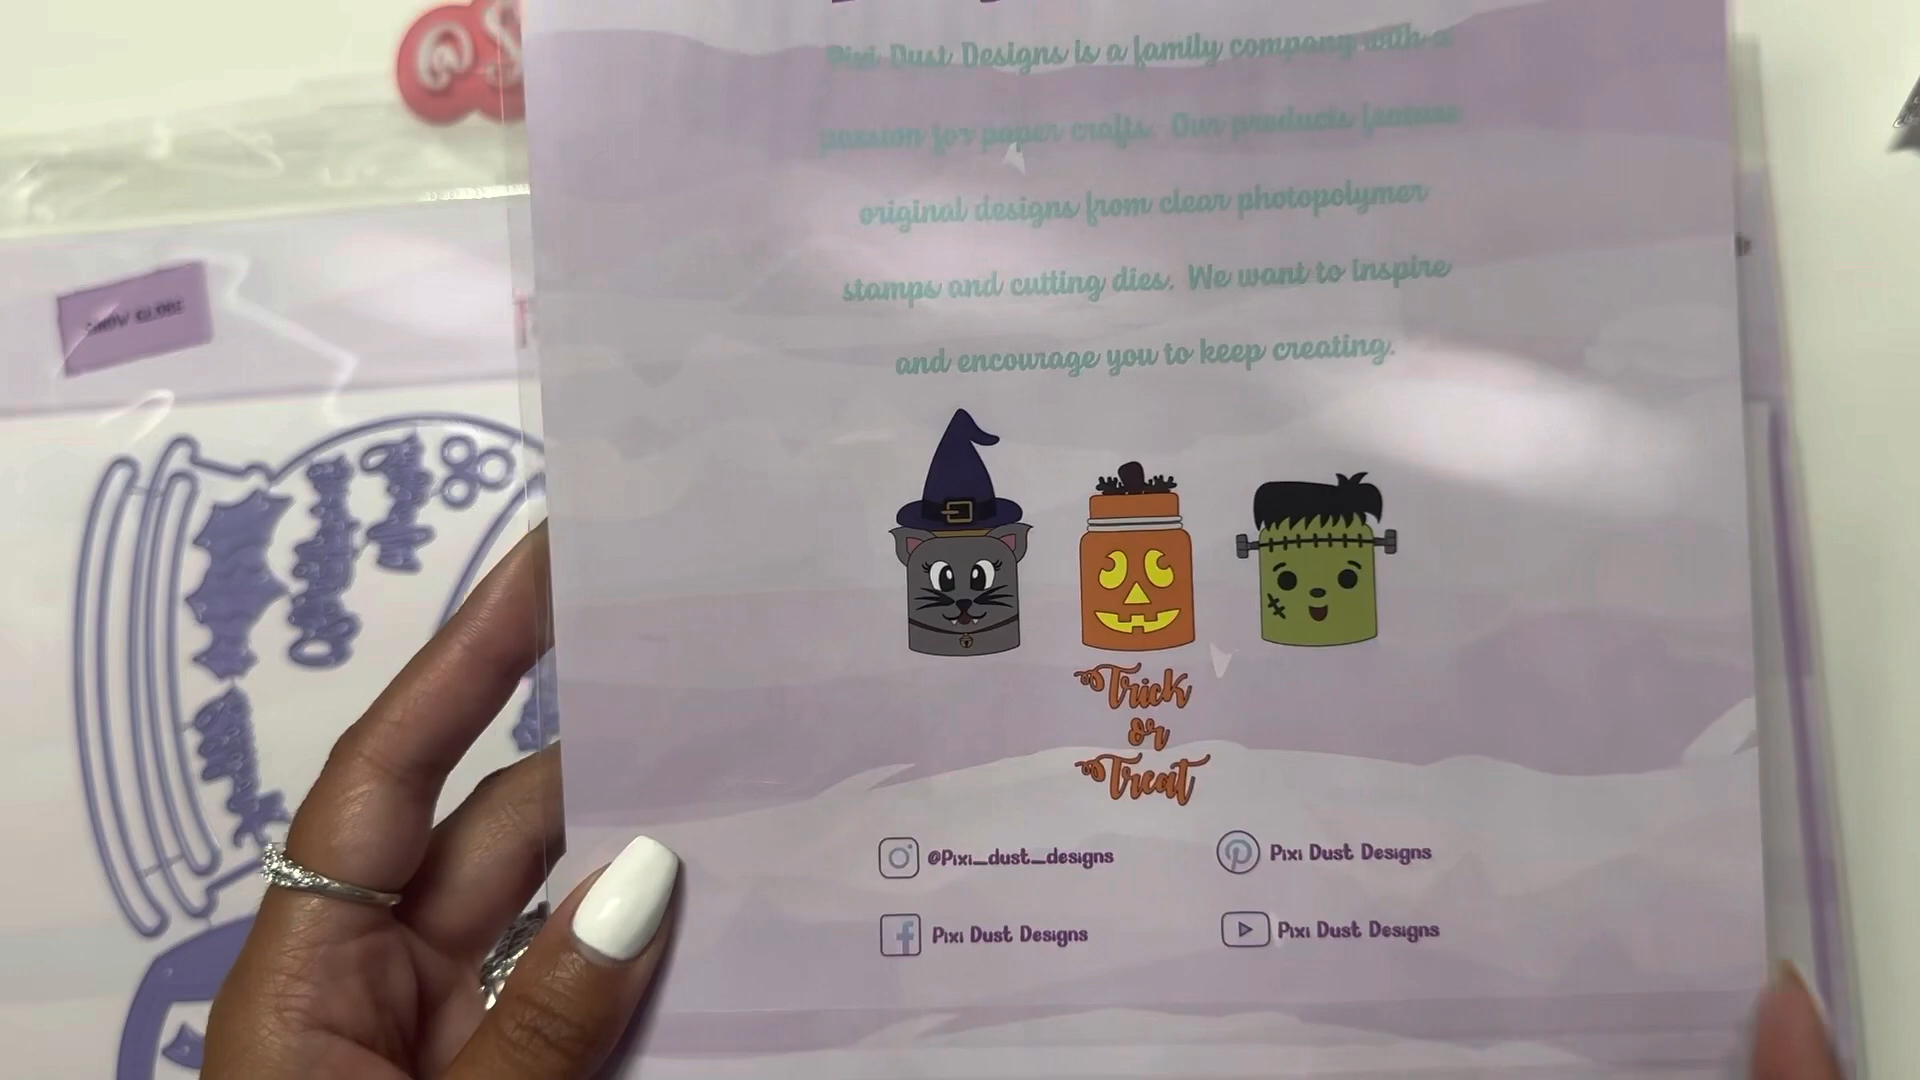 Pixi Dust Designs is a family company with a
passion for paper crafts. Our products feature
original designs from clear photopolymer
stamps and cutting dies. We want to inspire
and encourage you to keep creating.
SNOW GLOBE
Trick
or
Treat
@Pixi_dust_designs
Pixi Dust Designs
Pixi Dust Designs
Pixi Dust Designs